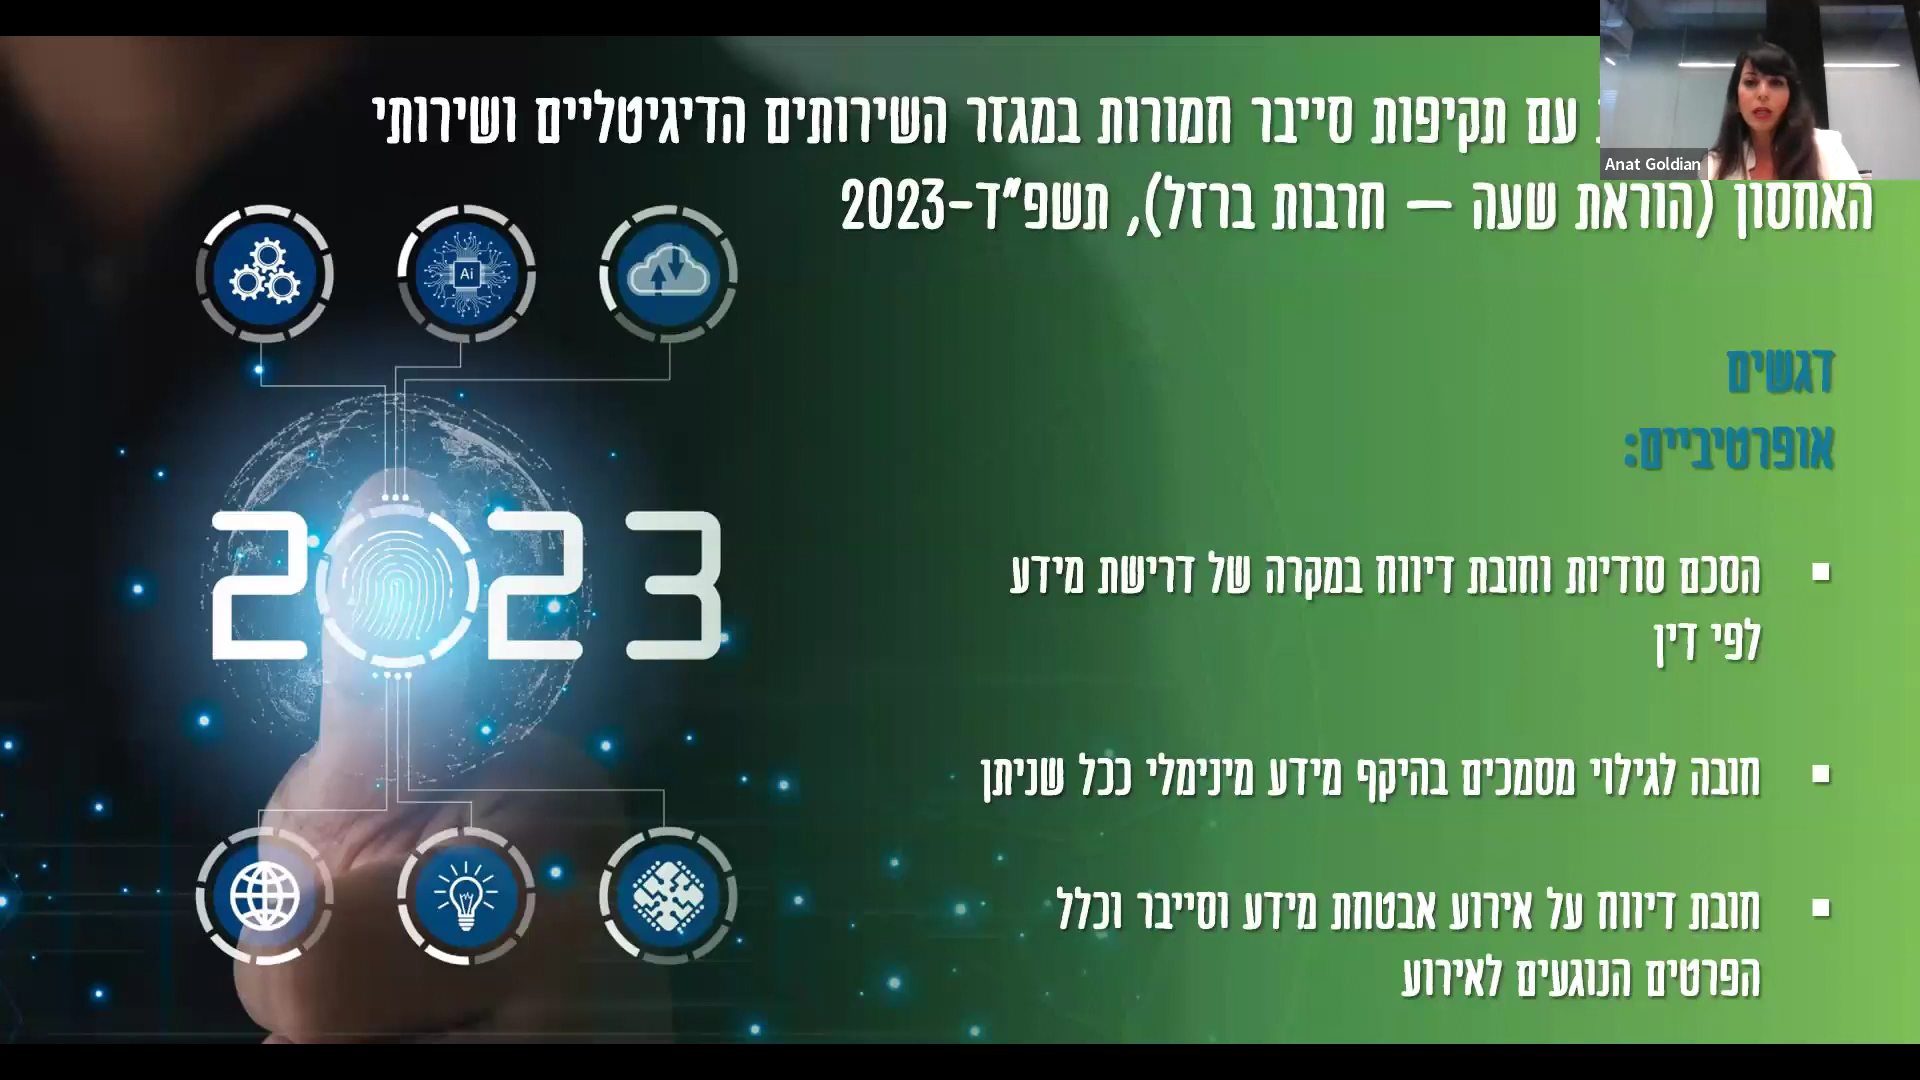 עם תקיפות סייבר חמורות במגזר השירותים הדיגיטליים ושירותי
האחסון (הוראת שעה – חרבות ברזל), תשפ"ד-2023
Anat Goldian
דגשים
אופרטיביים:
▪ הסכם סודיות וחובת דיווח במקרה של דרישת מידע
לפי דין
▪ חובה לגילוי מסמכים בהיקף מידע מינימלי ככל שניתן
▪ חובת דיווח על אירוע אבטחת מידע וסייבר וכלל
הפרטים הנוגעים לאירוע
Ai
2023